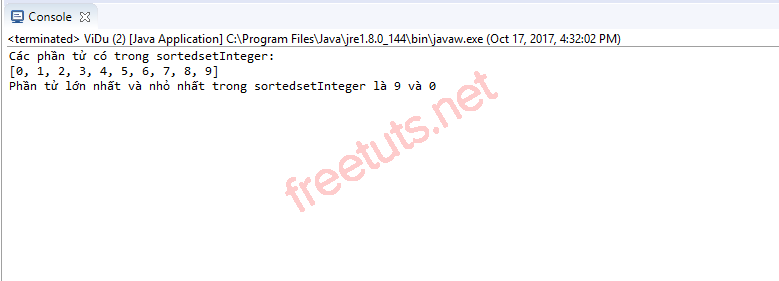 Console
<terminated> ViDu (2) [Java Application] C:\Program Files\Java\jre1.8.0_144\bin\javaw.exe (Oct 17, 2017, 4:32:02 PM)
Các phần tử có trong sortedsetInteger:
[0, 1, 2, 3, 4, 5, 6, 7, 8, 9]
Phần tử lớn nhất và nhỏ nhất trong sortedsetInteger là 9 và 0
freetuts.net